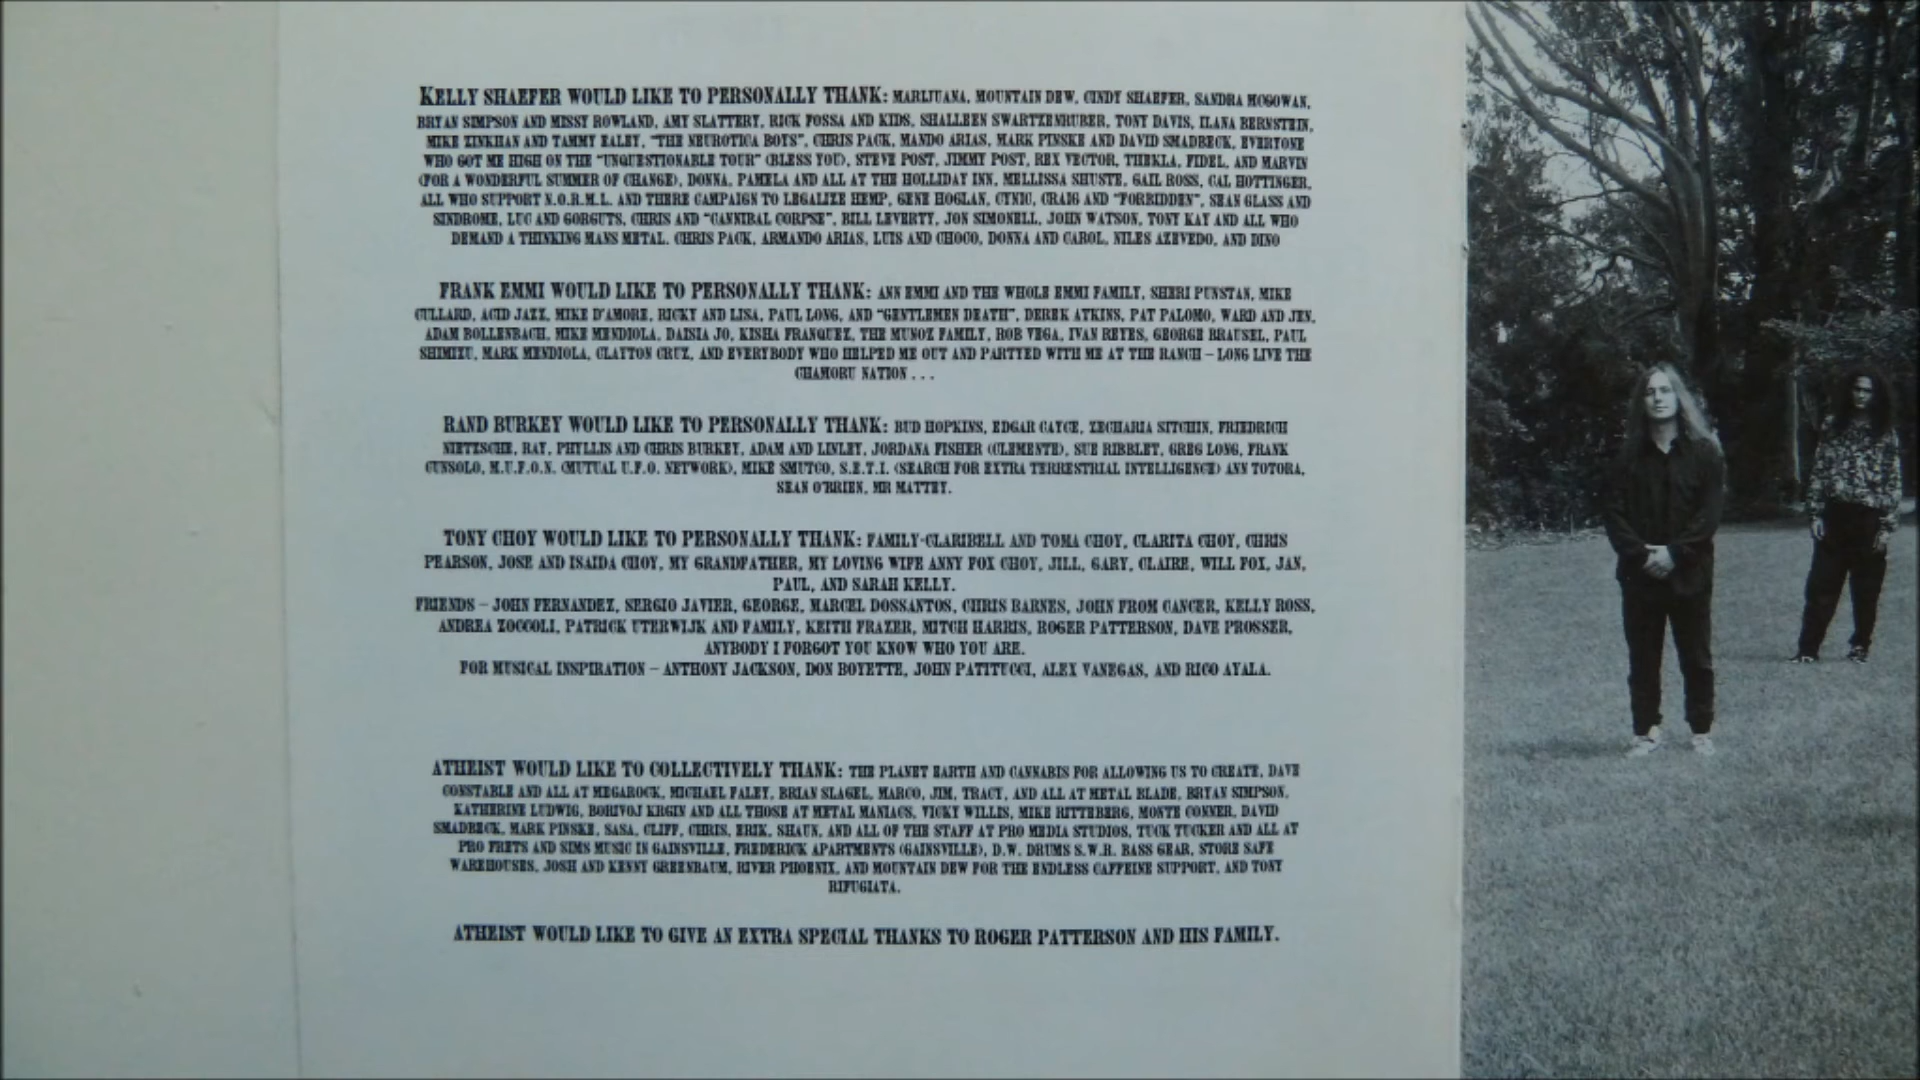 KELLY SHAEFER WOULD LIKE TO PERSONALLY THANK: MARIJUANA, MOUNTAIN DEW, CINDY SHAEFER, SANDRA MCGOWAN,
BRYAN SIMPSON AND MISSY ROWLAND, AMY SLATTERY, RICK FOSSA AND KIDS, SHALLEEN SWARTZENRUBER, TONY DAVIS, ILANA BERNSTEIN,
MIKE ZINKHAN AND TAMMY EALEY, "THE NEUROTICA BOYS", CHRIS PACK, MANDO ARIAS, MARK PINSKE AND DAVID SMADBECK, EVERYONE
WHO GOT ME HIGH ON THE "UNQUESTIONABLE TOUR" (BLESS YOU), STEVE POST, JIMMY POST, REX VECTOR, THEKLA, FIDEL, AND MARVIN
(FOR A WONDERFUL SUMMER OF CHANGE), DONNA, PAMELA AND ALL AT THE HOLLIDAY INN, MELLISSA SHUSTE, GAIL ROSS, CAL HOTTINGER,
ALL WHO SUPPORT N.O.R.M.L. AND THERE CAMPAIGN TO LEGALIZE HEMP, GENE HOGLAN, CYNIC, CRAIG AND "FORBIDDEN", SEAN GLASS AND
SINDROME, LUC AND GORGUTS, CHRIS AND "CANNIBAL CORPSE", BILL LEVERTY, JON SIMONELL, JOHN WATSON, TONY KAY AND ALL WHO
DEMAND A THINKING MANS METAL. CHRIS PACK, ARMANDO ARIAS, LUIS AND CHOCO, DONNA AND CAROL, NILES AZEVEDO, AND DINO
FRANK EMMI WOULD LIKE TO PERSONALLY THANK: ANN EMMI AND THE WHOLE EMMI FAMILY, SHERI PUNSTAN, MIKE
CULLARD, ACID JAZZ, MIKE D'AMORE, RICKY AND LISA, PAUL LONG, AND "GENTLEMEN DEATH", DEREK ATKINS, PAT PALOMO, WARD AND JEN,
ADAM BOLLENBACH, MIKE MENDIOLA, DAISIA JO, KISHA FRANQUEZ, THE MUNOZ FAMILY, ROB VEGA, IVAN REYES, GEORGE BRAUSEL, PAUL
SHIMIZU, MARK MENDIOLA, CLAYTON CRUZ, AND EVERYBODY WHO HELPED ME OUT AND PARTYED WITH ME AT THE RANCH – LONG LIVE THE
CHAMORU NATION . . .
RAND BURKEY WOULD LIKE TO PERSONALLY THANK: BUD HOPKINS, EDGAR CAYCE, ZECHARIA SITCHIN, FRIEDRICH
NIETZSCHE, RAY, PHYLLIS AND CHRIS BURKEY, ADAM AND LINLEY, JORDANA FISHER (CLEMENTE), SUE RIBBLEY, GREG LONG, FRANK
CUNSOLO, M.U.F.O.N. (MUTUAL U.F.O. NETWORK), MIKE SMUTCO, S.E.T.I. (SEARCH FOR EXTRA TERRESTRIAL INTELLIGENCE) ANN TOTORA,
SEAN O'BRIEN, MR MATTEY.
TONY CHOY WOULD LIKE TO PERSONALLY THANK: FAMILY-CLARIBELL AND TOMA CHOY, CLARITA CHOY, CHRIS
PEARSON, JOSE AND ISAIDA CHOY, MY GRANDFATHER, MY LOVING WIFE ANNY FOX CHOY, JILL, GARY, CLAIRE, WILL FOX, JAN,
PAUL, AND SARAH KELLY.
FRIENDS – JOHN FERNANDEZ, SERGIO JAVIER, GEORGE, MARCEL DOSSANTOS, CHRIS BARNES, JOHN FROM CANCER, KELLY ROSS,
ANDREA ZOCCOLI, PATRICK UTERWIJK AND FAMILY, KEITH FRAZER, MITCH HARRIS, ROGER PATTERSON, DAVE PROSSER,
ANYBODY I FORGOT YOU KNOW WHO YOU ARE.
FOR MUSICAL INSPIRATION – ANTHONY JACKSON, DON BOYETTE, JOHN PATITUCCI, ALEX VANEGAS, AND RICO AYALA.
ATHEIST WOULD LIKE TO COLLECTIVELY THANK: THE PLANET EARTH AND CANNABIS FOR ALLOWING US TO CREATE, DAVE
CONSTABLE AND ALL AT MEGAROCK, MICHAEL FALEY, BRIAN SLAGEL, MARCO, JIM, TRACY, AND ALL AT METAL BLADE, BRYAN SIMPSON,
KATHERINE LUDWIG, BORIVOJ KRGIN AND ALL THOSE AT METAL MANIACS, VICKY WILLIS, MIKE RITTEBERG, MONTE CONNER, DAVID
SMADBECK, MARK PINSKE, SASA, CLIFF, CHRIS, ERIK, SHAUN, AND ALL OF THE STAFF AT PRO MEDIA STUDIOS, TUCK TUCKER AND ALL AT
PRO FRETS AND SIMS MUSIC IN GAINSVILLE, FREDERICK APARTMENTS (GAINSVILLE), D.W. DRUMS S.W.R. BASS GEAR, STORE SAFE
WAREHOUSES, JOSH AND KENNY GREENBAUM, RIVER PHOENIX, AND MOUNTAIN DEW FOR THE ENDLESS CAFFEINE SUPPORT, AND TONY
RIFUGIATA.
ATHEIST WOULD LIKE TO GIVE AN EXTRA SPECIAL THANKS TO ROGER PATTERSON AND HIS FAMILY.